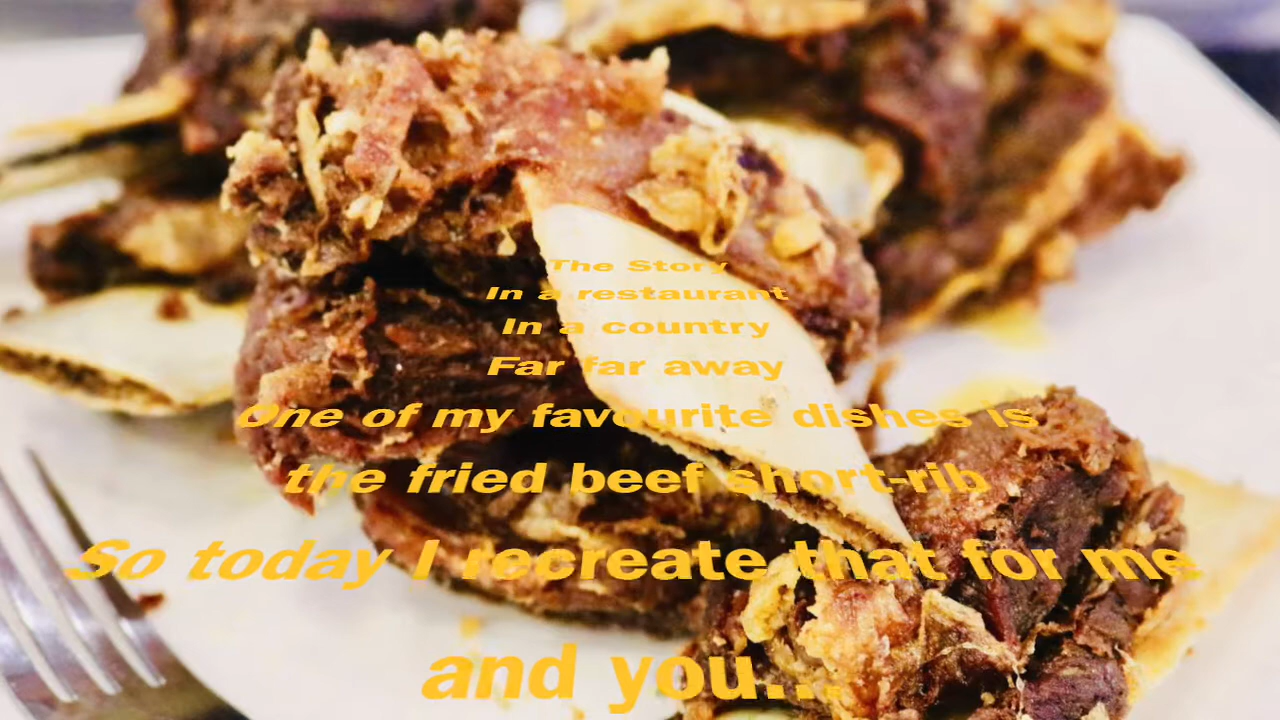 The Story
In a restaurant
In a country
Far far away
One of my favourite dishes is
the fried beef short-rib
So today I recreate that for me
and you...